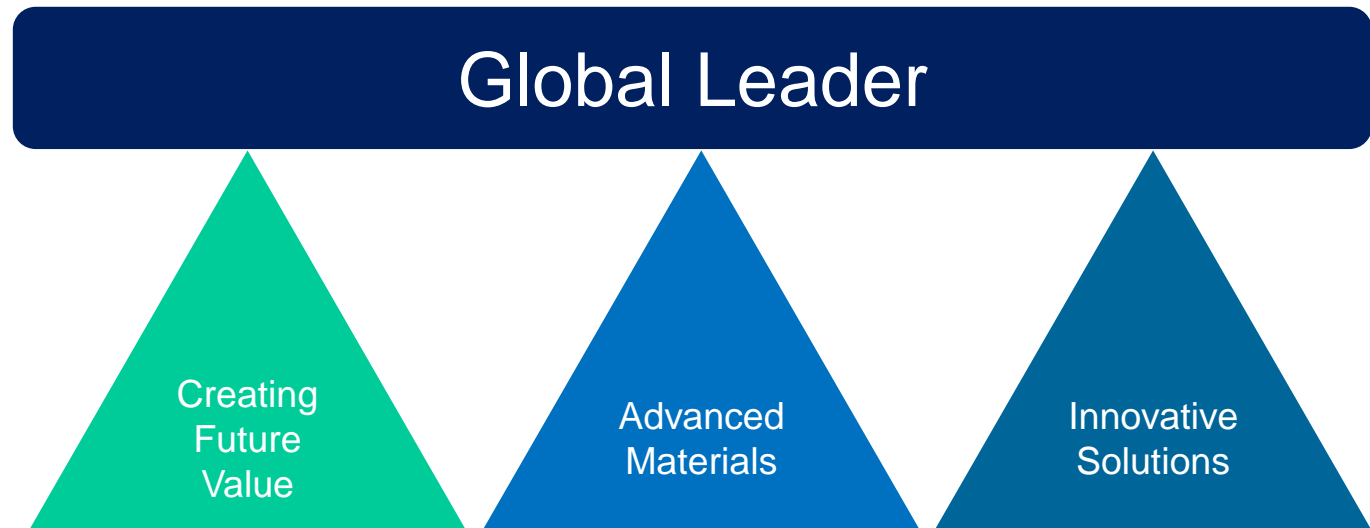 Global Leader
Creating
Future
Value
Advanced
Materials
Innovative
Solutions